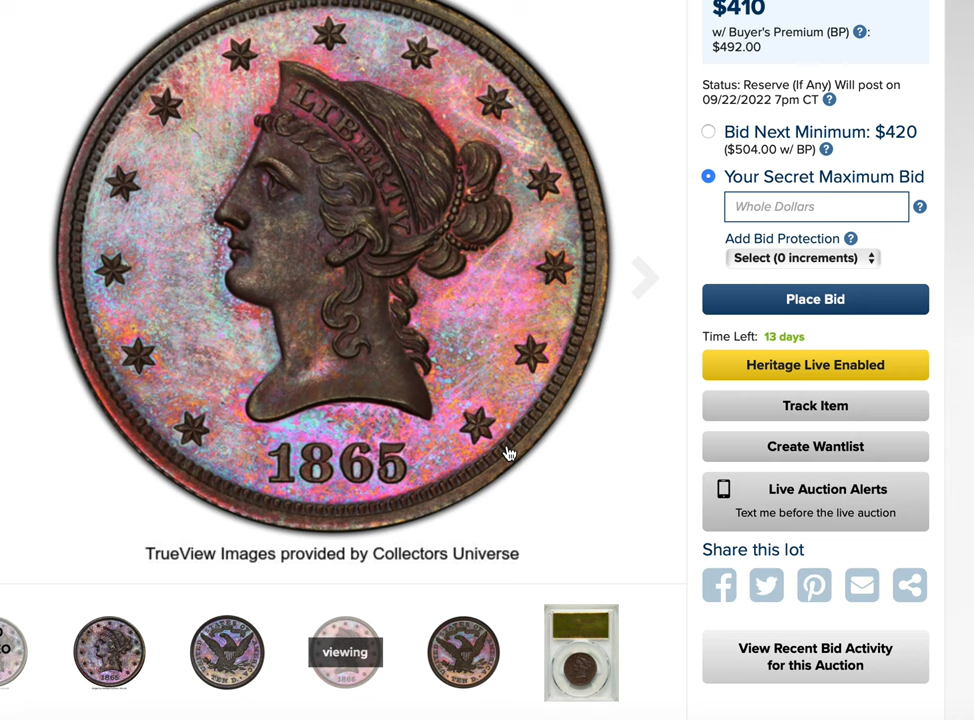 $410
w/ Buyer's Premium (BP) ?:
$492.00
Status: Reserve (If Any) Will post on
09/22/2022 7pm CT ?
Bid Next Minimum: $420
($504.00 w/ BP) ?
Your Secret Maximum Bid
Whole Dollars ?
Add Bid Protection ?
Select (0 increments)
Place Bid
Time Left: 13 days
Heritage Live Enabled
Track Item
Create Wantlist
Live Auction Alerts
Text me before the live auction
Share this lot
View Recent Bid Activity
for this Auction
LIBERTY
1865
TrueView Images provided by Collectors Universe
1865
viewing
1865
TEN D.